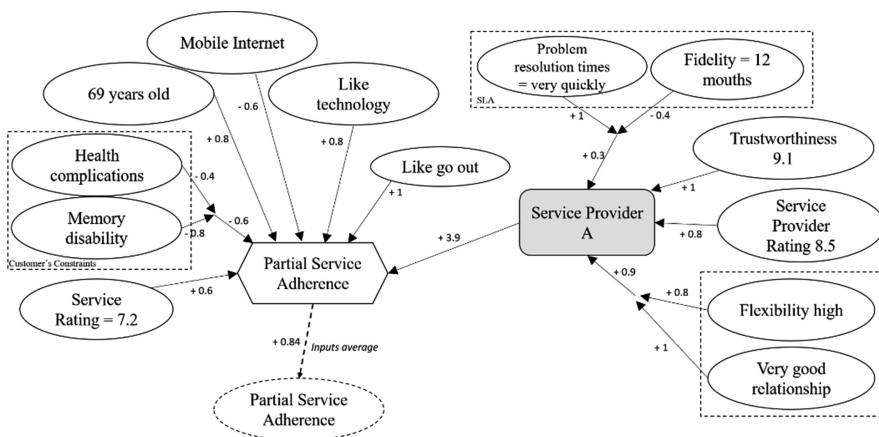 Mobile Internet
69 years old
- 0.6
Like
technology
+ 0.8
+ 0.8
Health
complications
- 0.4
Like go out
+ 1
Memory
disability
- 0.8
- 0.6
Customer´s Constraints
Service
Rating = 7.2
+ 0.6
Partial Service
Adherence
+ 0.84
Inputs average
Partial Service
Adherence
+ 3.9
Problem
resolution times
= very quickly
Fidelity = 12
mouths
SLA
+ 1
- 0.4
+ 0.3
Trustworthiness
9.1
+ 1
Service Provider
A
Service
Provider
Rating 8.5
+ 0.8
+ 0.9
+ 0.8
Flexibility high
+ 1
Very good
relationship